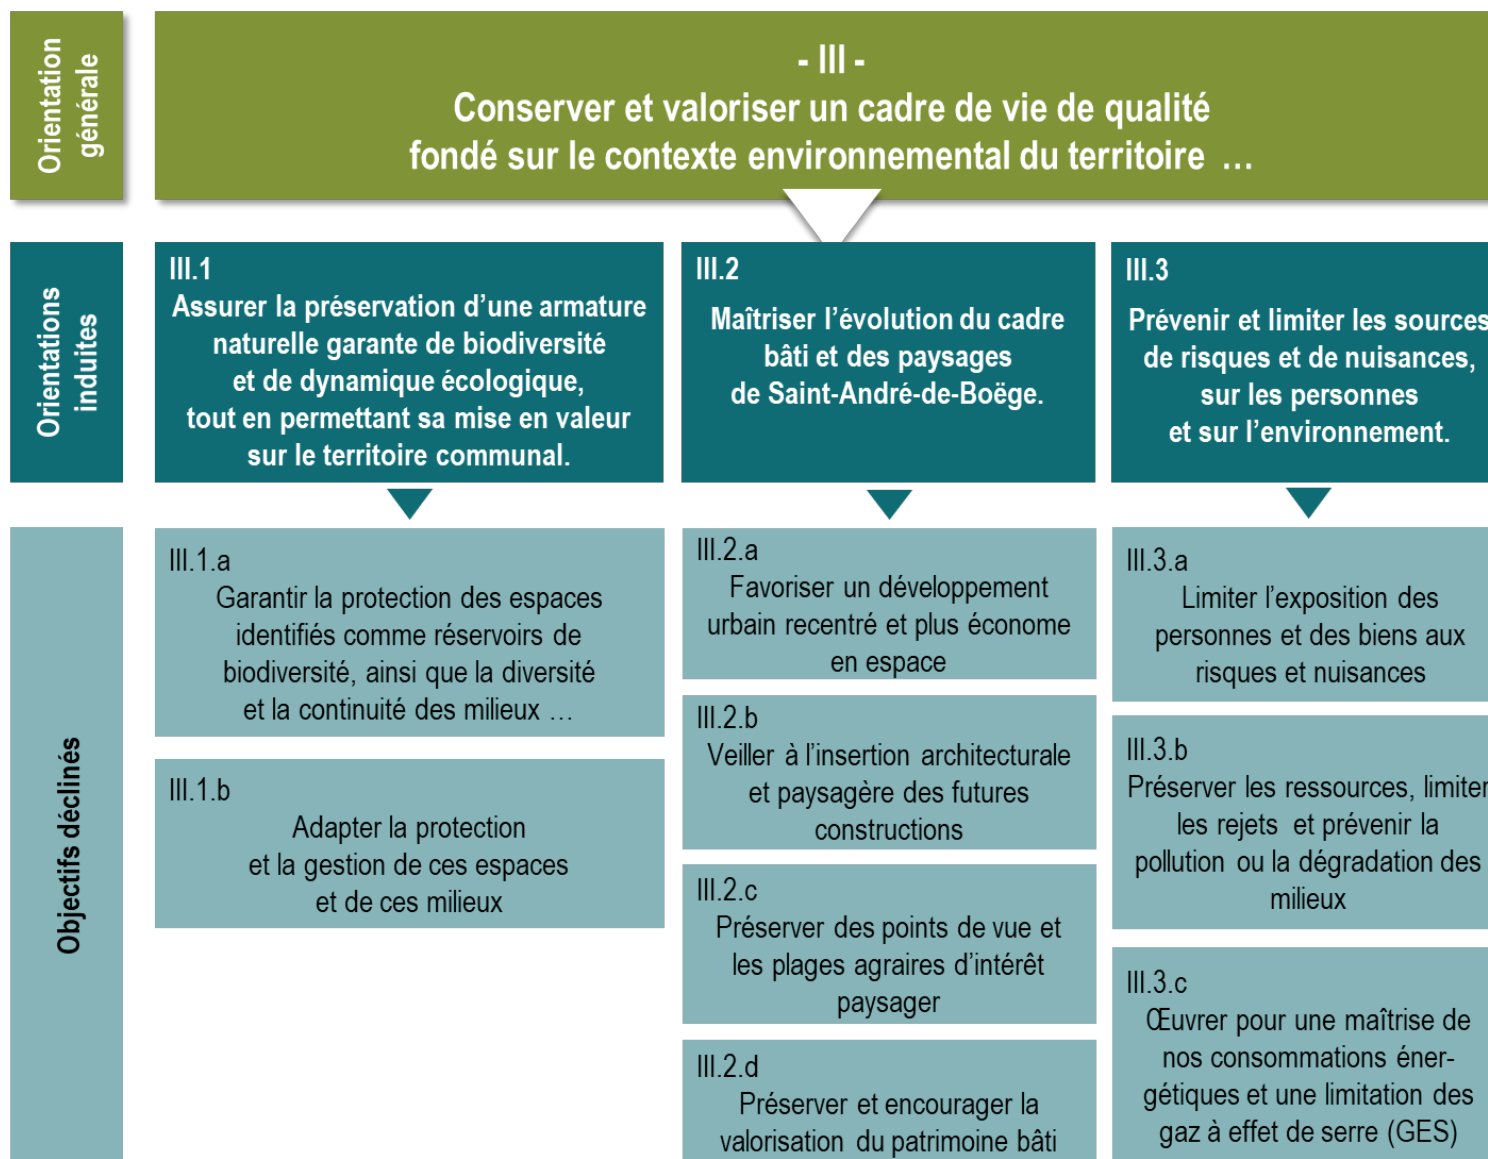 Orientation
générale
- III -
Conserver et valoriser un cadre de vie de qualité
fondé sur le contexte environnemental du territoire …
Orientations
induites
III.1
Assurer la préservation d’une armature
naturelle garante de biodiversité
et de dynamique écologique,
tout en permettant sa mise en valeur
sur le territoire communal.
III.2
Maîtriser l’évolution du cadre
bâti et des paysages
de Saint-André-de-Boëge.
III.3
Prévenir et limiter les sources
de risques et de nuisances,
sur les personnes
et sur l’environnement.
Objectifs déclinés
III.1.a
Garantir la protection des espaces
identifiés comme réservoirs de
biodiversité, ainsi que la diversité
et la continuité des milieux …
III.1.b
Adapter la protection
et la gestion de ces espaces
et de ces milieux
III.2.a
Favoriser un développement
urbain recentré et plus économe
en espace
III.2.b
Veiller à l’insertion architecturale
et paysagère des futures
constructions
III.2.c
Préserver des points de vue et
les plages agraires d’intérêt
paysager
III.2.d
Préserver et encourager la
valorisation du patrimoine bâti
III.3.a
Limiter l’exposition des
personnes et des biens aux
risques et nuisances
III.3.b
Préserver les ressources, limiter
les rejets et prévenir la
pollution ou la dégradation des
milieux
III.3.c
Œuvrer pour une maîtrise de
nos consommations éner-
gétiques et une limitation des
gaz à effet de serre (GES)